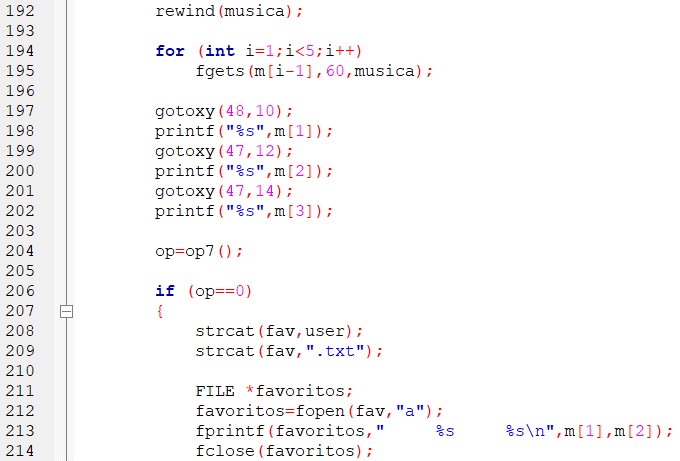 192 rewind(musica);
193
194 for (int i=1;i<5;i++)
195 fgets(m[i-1],60,musica);
196
197 gotoxy(48,10);
198 printf("%s",m[1]);
199 gotoxy(47,12);
200 printf("%s",m[2]);
201 gotoxy(47,14);
202 printf("%s",m[3]);
203
204 op=op7();
205
206 if (op==0)
207 {
208 strcat(fav,user);
209 strcat(fav,".txt");
210
211 FILE *favoritos;
212 favoritos=fopen(fav,"a");
213 fprintf(favoritos,"     %s     %s\n",m[1],m[2]);
214 fclose(favoritos);